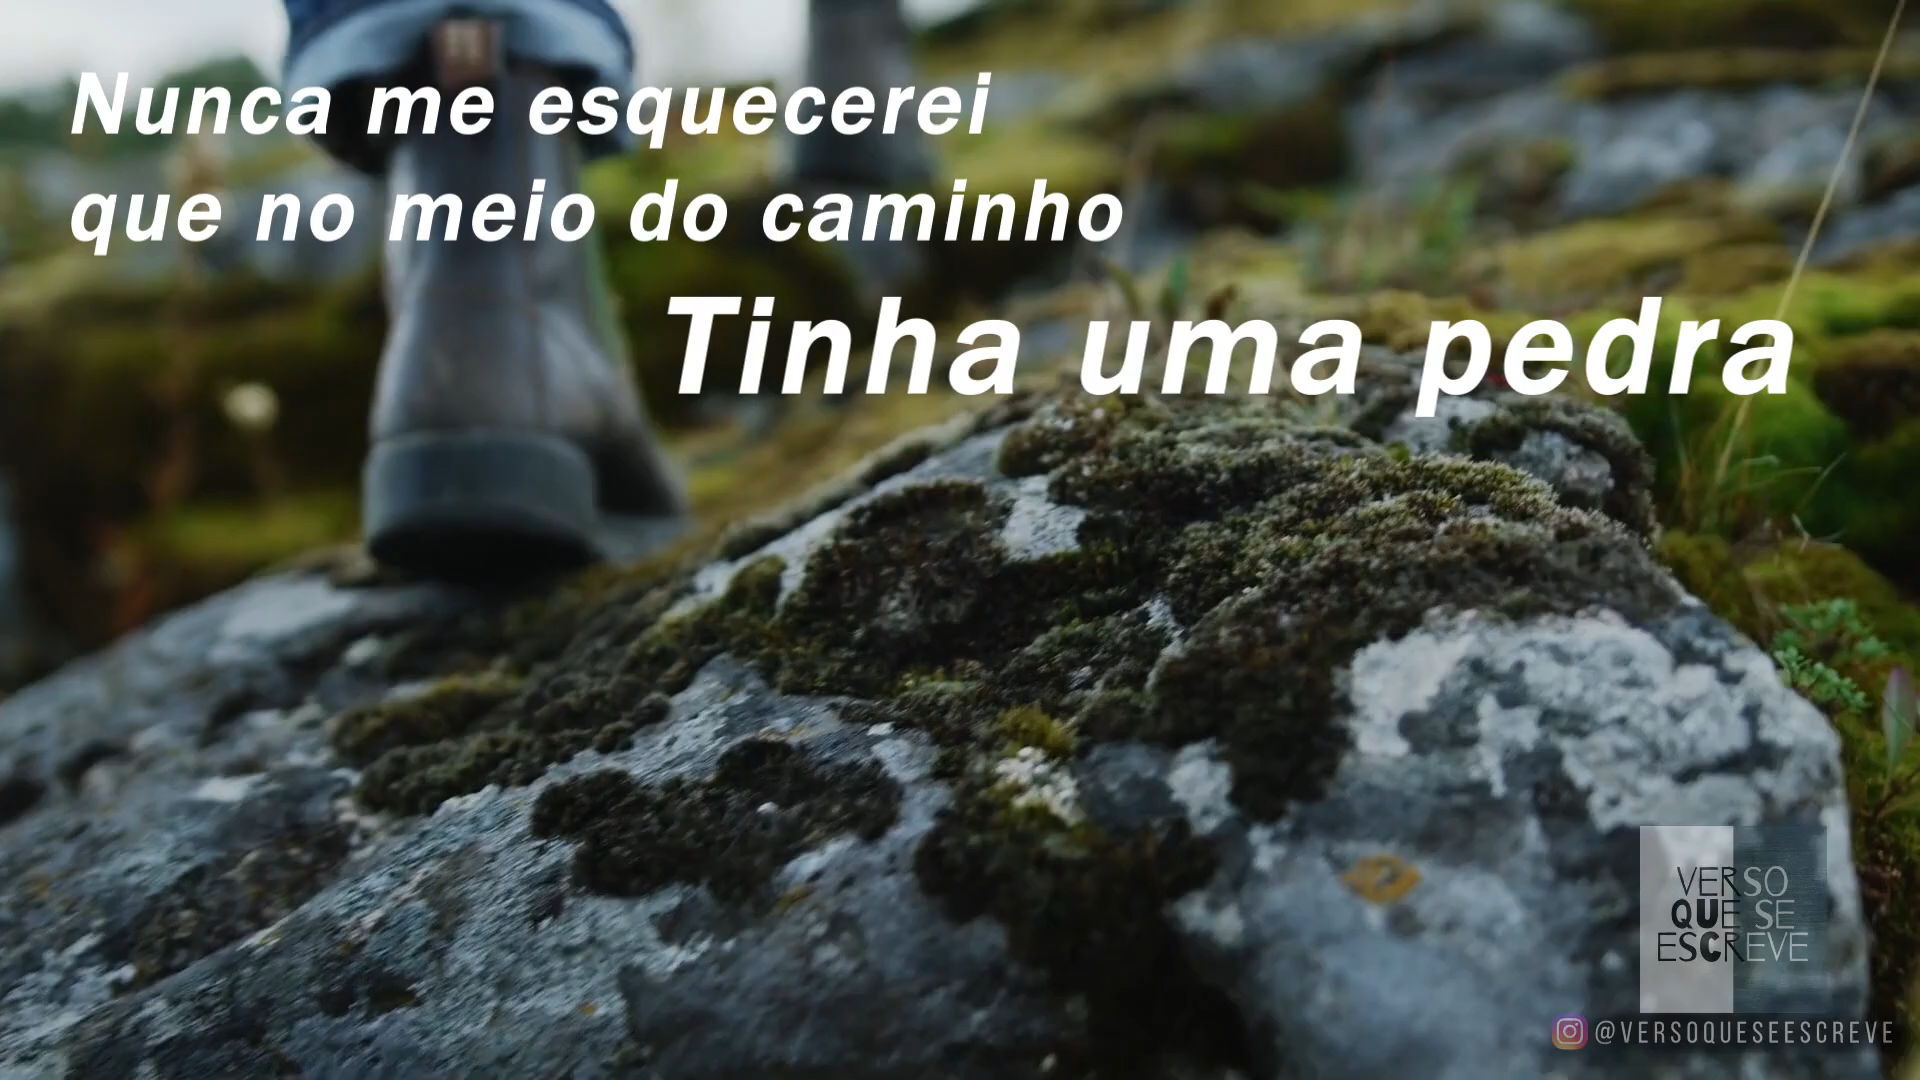 Nunca me esquecerei
que no meio do caminho
Tinha uma pedra
VERSO
QUE SE
ESCREVE
@VERSOQUESEESCREVE